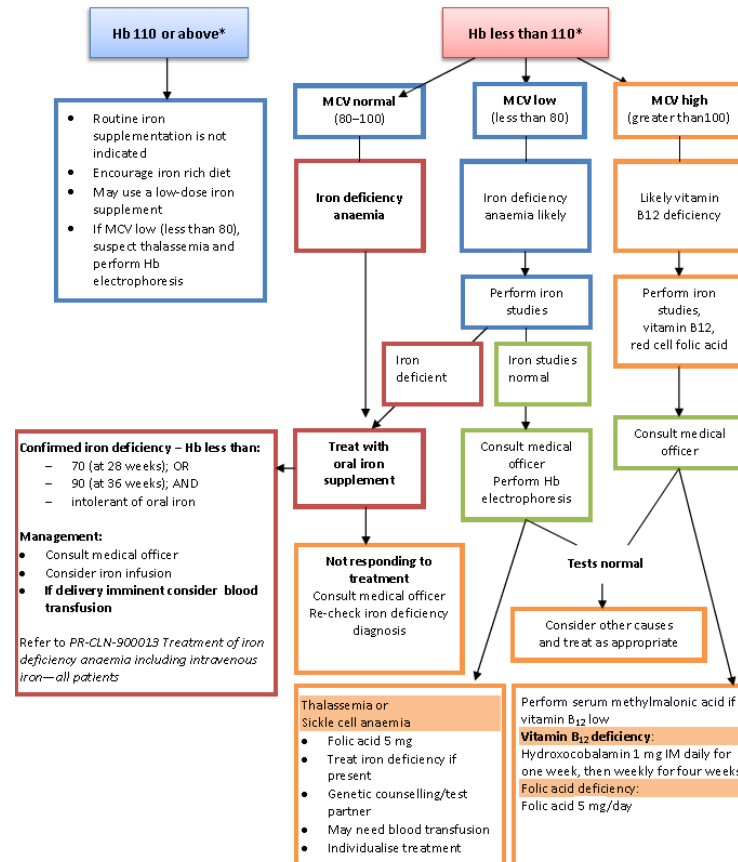 Hb 110 or above*
Hb less than 110*
Routine iron
supplementation is not
indicated
Encourage iron rich diet
May use a low-dose iron
supplement
If MCV low (less than 80),
suspect thalassemia and
perform Hb
electrophoresis
MCV normal
(80–100)
MCV low
(less than 80)
MCV high
(greater than100)
Iron deficiency
anaemia
Iron deficiency
anaemia likely
Likely vitamin
B12 deficiency
Perform iron
studies
Perform iron
studies,
vitamin B12,
red cell folic acid
Iron
deficient
Iron studies
normal
Confirmed iron deficiency – Hb less than:
– 70 (at 28 weeks); OR
– 90 (at 36 weeks); AND
– intolerant of oral iron
Management:
Consult medical officer
Consider iron infusion
If delivery imminent consider blood
transfusion
Refer to PR-CLN-900013 Treatment of iron
deficiency anaemia including intravenous
iron—all patients
Treat with
oral iron
supplement
Consult medical
officer
Perform Hb
electrophoresis
Consult medical
officer
Not responding to
treatment
Consult medical officer
Re-check iron deficiency
diagnosis
Tests normal
Consider other causes
and treat as appropriate
Thalassemia or
Sickle cell anaemia
Folic acid 5 mg
Treat iron deficiency if
present
Genetic counselling/test
partner
May need blood transfusion
Individualise treatment
Perform serum methylmalonic acid if
vitamin B12 low
Vitamin B12 deficiency:
Hydroxocobalamin 1 mg IM daily for
one week, then weekly for four weeks
Folic acid deficiency:
Folic acid 5 mg/day